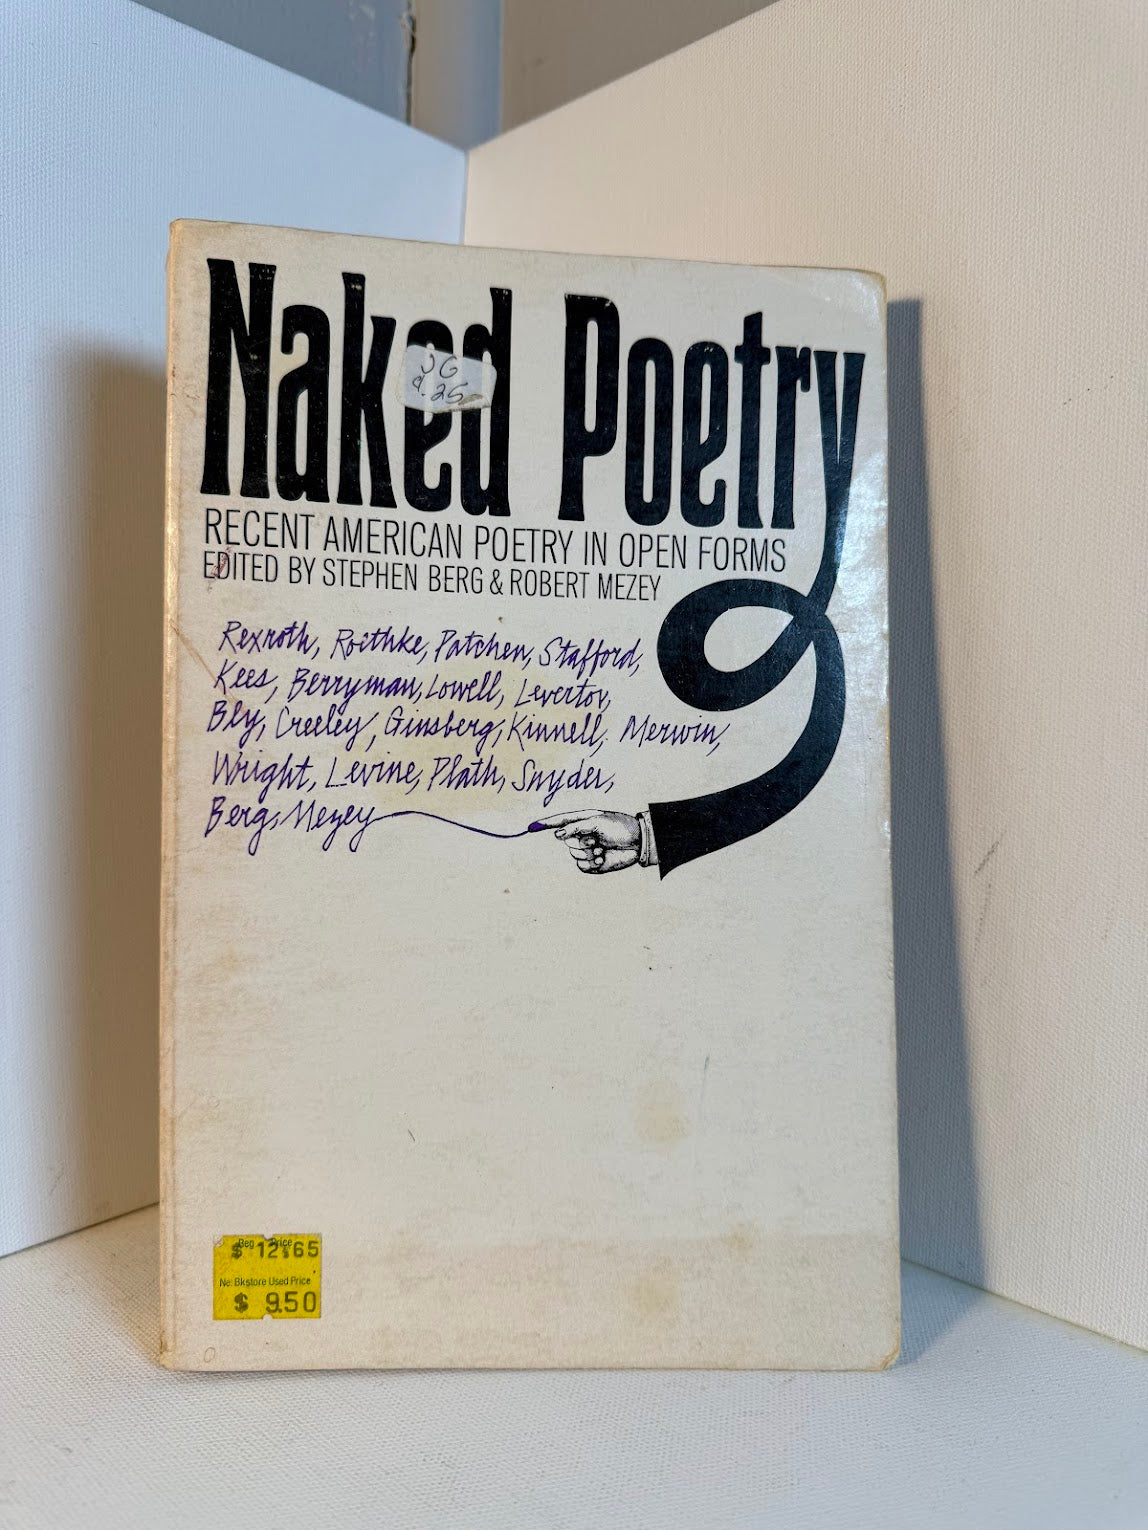 Naked Poetry
RECENT AMERICAN POETRY IN OPEN FORMS
EDITED BY STEPHEN BERG & ROBERT MEZEY
Rexroth, Roethke, Patchen, Stafford,
Kees, Berryman, Lowell, Levertov,
Bly, Creeley, Ginsberg, Kinnell, Merwin,
Wright, Levine, Plath, Snyder,
Berg, Mezey
Price
$ 12.65
Bkstore Used Price
$ 9.50